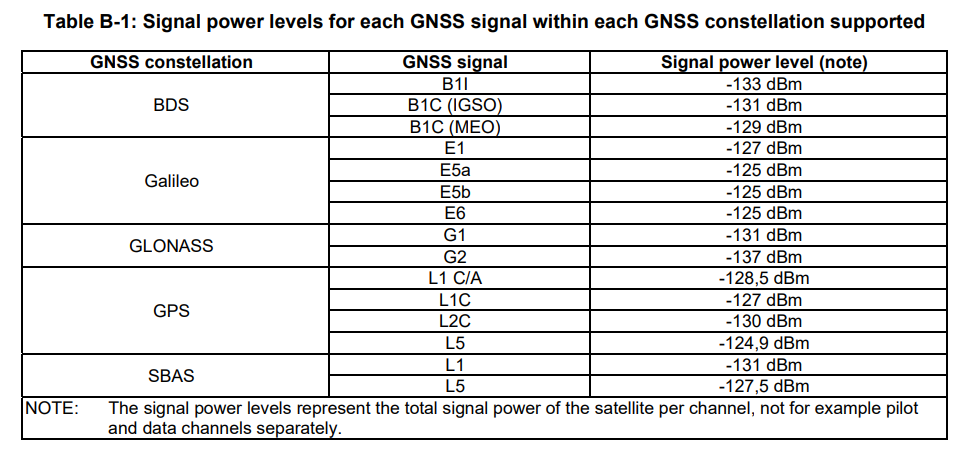 Table B-1: Signal power levels for each GNSS signal within each GNSS constellation supported
GNSS constellation GNSS signal Signal power level (note)
BDS B1I -133 dBm
B1C (IGSO) -131 dBm
B1C (MEO) -129 dBm
Galileo E1 -127 dBm
E5a -125 dBm
E5b -125 dBm
E6 -125 dBm
GLONASS G1 -131 dBm
G2 -137 dBm
GPS L1 C/A -128,5 dBm
L1C -127 dBm
L2C -130 dBm
L5 -124,9 dBm
SBAS L1 -131 dBm
L5 -127,5 dBm
NOTE: The signal power levels represent the total signal power of the satellite per channel, not for example pilot
and data channels separately.